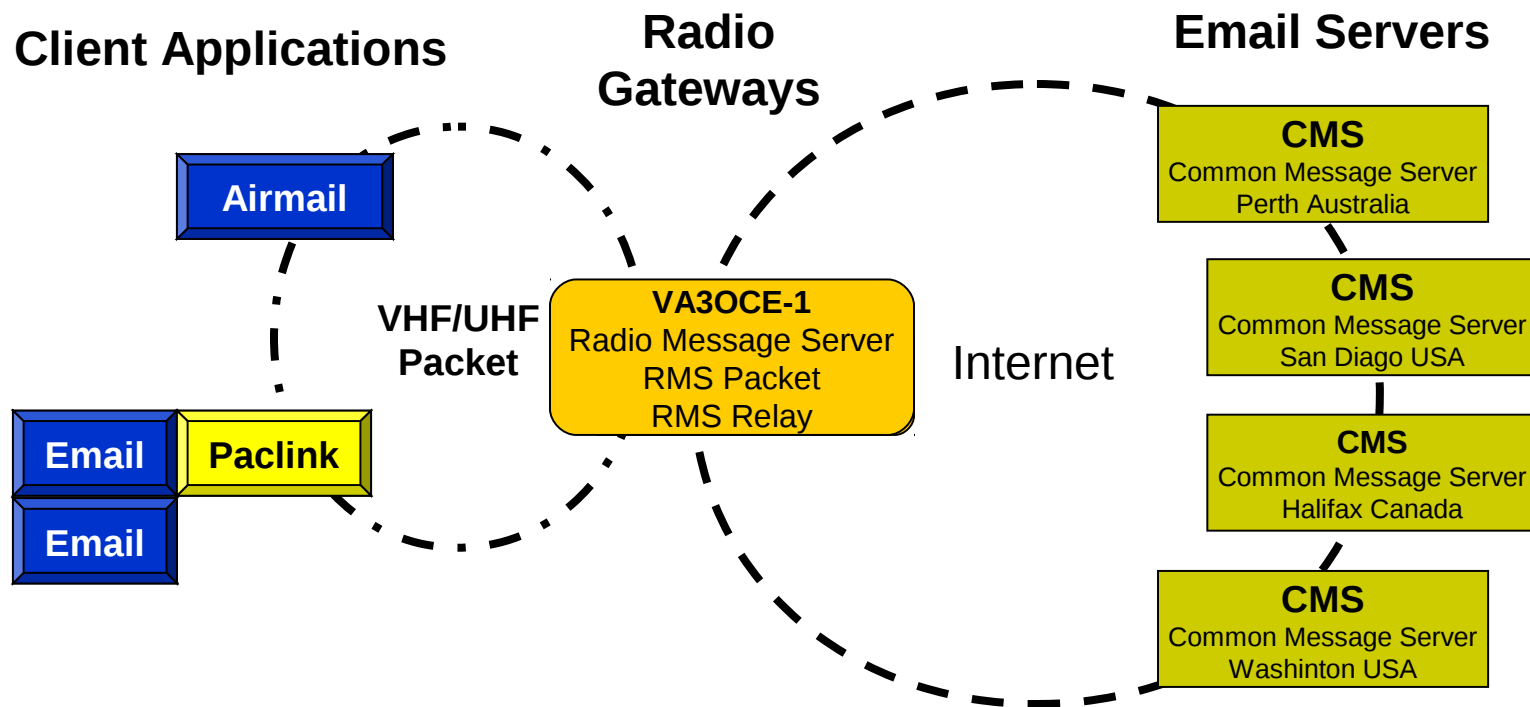 Client Applications
Radio
Gateways
Email Servers
Airmail
VHF/UHF
Packet
Email
Paclink
Email
VA3OCE-1
Radio Message Server
RMS Packet
RMS Relay
Internet
CMS
Common Message Server
Perth Australia
CMS
Common Message Server
San Diago USA
CMS
Common Message Server
Halifax Canada
CMS
Common Message Server
Washinton USA